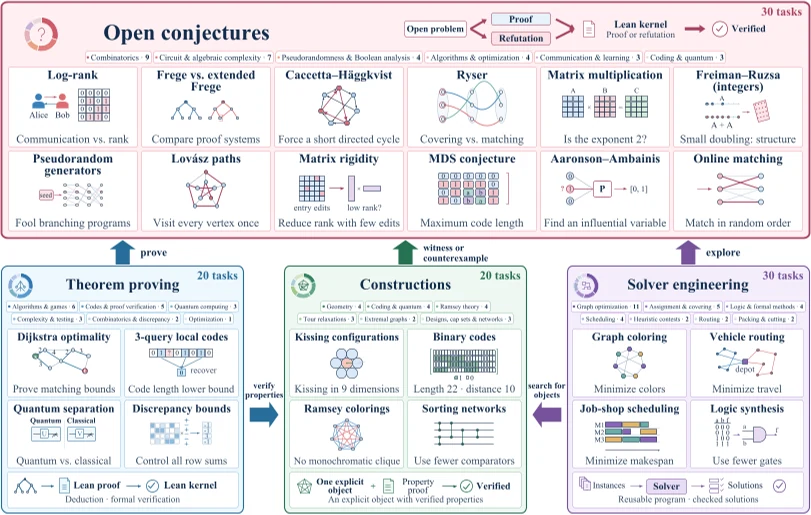 Open conjectures
30 tasks
Open problem
Proof
Refutation
Lean kernel
Proof or refutation
Verified
Combinatorics · 9
Circuit & algebraic complexity · 7
Pseudorandomness & Boolean analysis · 4
Algorithms & optimization · 4
Communication & learning · 3
Coding & quantum · 3
Log-rank
Alice Bob
Communication vs. rank
Frege vs. extended
Frege
Compare proof systems
Caccetta–Häggkvist
Force a short directed cycle
Ryser
Covering vs. matching
Matrix multiplication
A B C
Is the exponent 2?
Freiman–Ruzsa
(integers)
A
A + A
Small doubling: structure
Pseudorandom
generators
seed
Fool branching programs
Lovász paths
Visit every vertex once
Matrix rigidity
entry edits low rank?
Reduce rank with few edits
MDS conjecture
Maximum code length
Aaronson–Ambainis
? P [0, 1]
Find an influential variable
Online matching
Match in random order
prove
witness or
counterexample
explore
Theorem proving
20 tasks
Algorithms & games · 6
Codes & proof verification · 5
Quantum computing · 3
Complexity & testing · 3
Combinatorics & discrepancy · 2
Optimization · 1
Dijkstra optimality
Prove matching bounds
3-query local codes
recover
Code length lower bound
Quantum separation
Quantum Classical
Quantum vs. classical
Discrepancy bounds
Control all row sums
Lean proof
Lean kernel
Deduction · formal verification
verify
properties
Constructions
20 tasks
Geometry · 4
Coding & quantum · 4
Ramsey theory · 4
Tour relaxations · 3
Extremal graphs · 2
Designs, cap sets & networks · 3
Kissing configurations
Kissing in 9 dimensions
Binary codes
Length 22 · distance 10
Ramsey colorings
No monochromatic clique
Sorting networks
Use fewer comparators
One explicit
object
+
Property
proof
Verified
An explicit object with verified properties
search for
objects
Solver engineering
30 tasks
Graph optimization · 11
Assignment & covering · 5
Logic & formal methods · 4
Scheduling · 4
Heuristic contests · 2
Routing · 2
Packing & cutting · 2
Graph coloring
Minimize colors
Vehicle routing
depot
Minimize travel
Job-shop scheduling
M1
M2
M3
Minimize makespan
Logic synthesis
a b f
a
b
f
Use fewer gates
Instances
Solver
Solutions
Reusable program · checked solutions